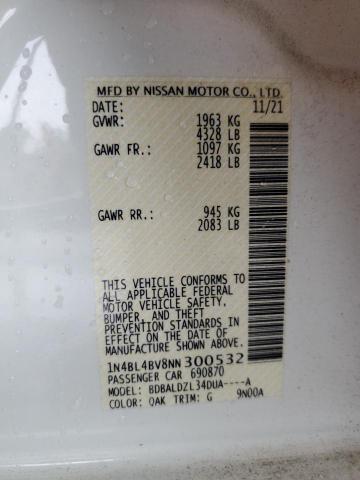 MFD BY NISSAN MOTOR CO., LTD.
DATE: 11/21
GVWR: 1963 KG
4328 LB
GAWR FR.: 1097 KG
2418 LB
GAWR RR.: 945 KG
2083 LB
THIS VEHICLE CONFORMS TO
ALL APPLICABLE FEDERAL
MOTOR VEHICLE SAFETY,
BUMPER, AND THEFT
PREVENTION STANDARDS IN
EFFECT ON THE DATE OF
MANUFACTURE SHOWN ABOVE.
1N4BL4BV8NN300532
PASSENGER CAR 690870
MODEL: BDBALDZL34DUA----A
COLOR: QAK TRIM: G 9N00A